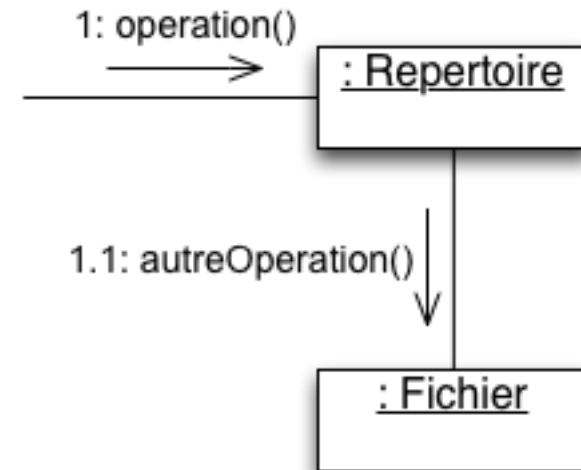 1: operation()
: Repertoire
1.1: autreOperation()
: Fichier